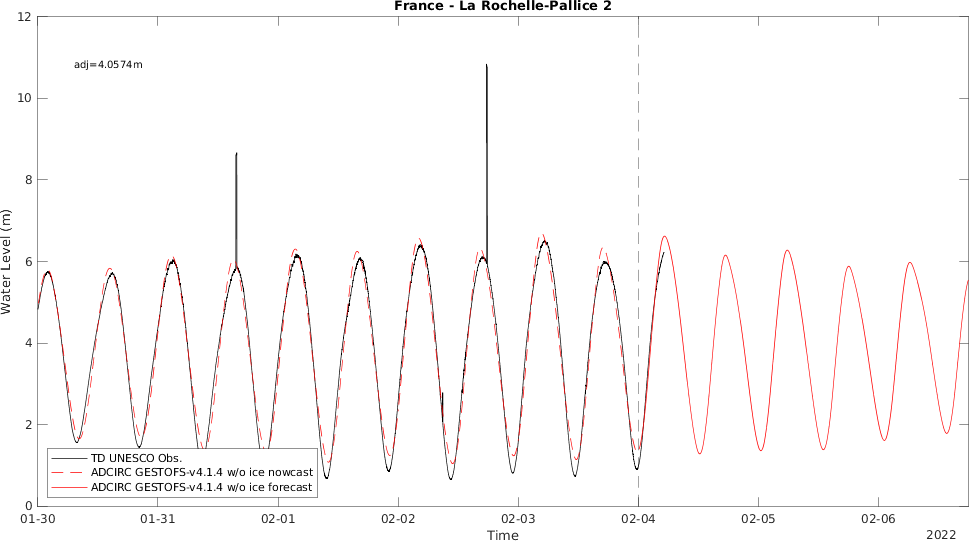 France - La Rochelle-Pallice 2
12
adj=4.0574m
10
8
6
4
2
0
Water Level (m)
TD UNESCO Obs.
ADCIRC GESTOFS-v4.1.4 w/o ice nowcast
ADCIRC GESTOFS-v4.1.4 w/o ice forecast
01-30 01-31 02-01 02-02 02-03 02-04 02-05 02-06
Time
2022